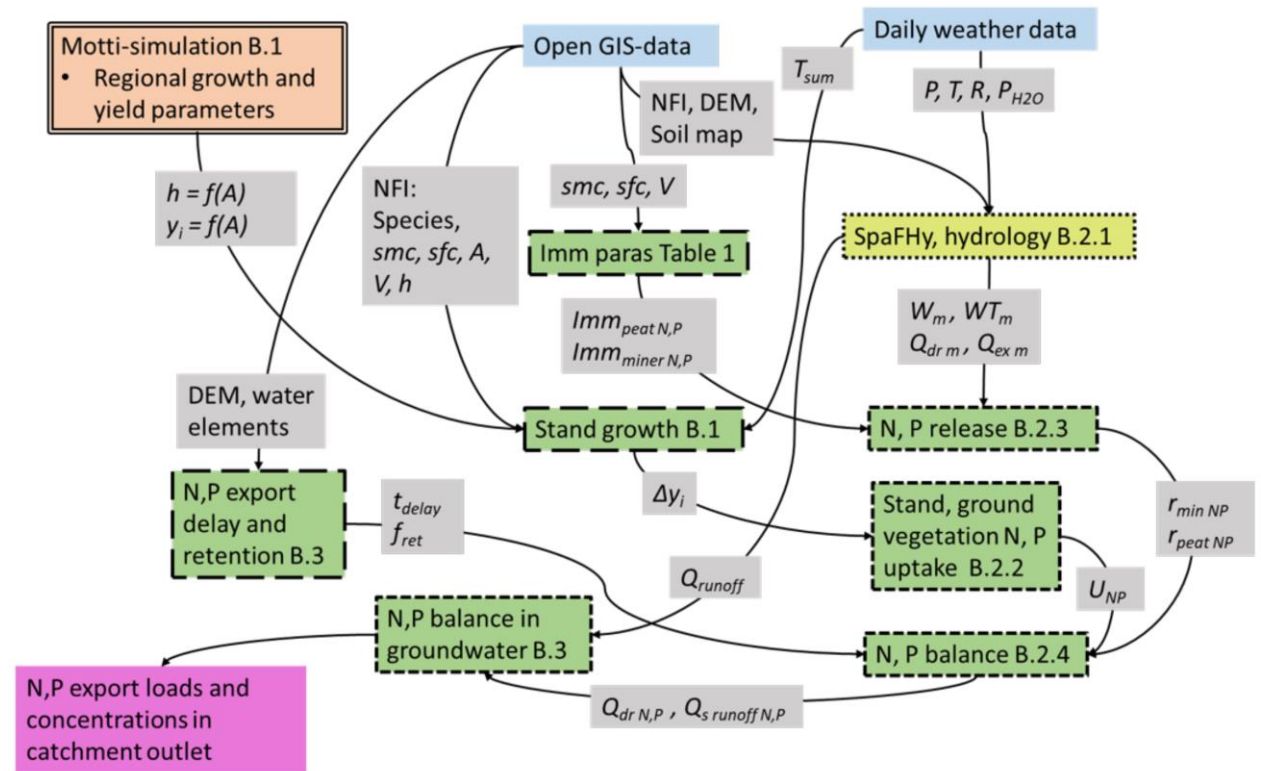 Motti-simulation B.1
• Regional growth and
yield parameters
Open GIS-data
Daily weather data
T_sum
P, T, R, P_H2O
NFI, DEM,
Soil map
h = f(A)
y_i = f(A)
NFI:
Species,
smc, sfc, A,
V, h
smc, sfc, V
Imm paras Table 1
SpaFHy, hydrology B.2.1
Imm_peat N,P
Imm_miner N,P
W_m , WT_m
Q_dr m , Q_ex m
DEM, water
elements
Stand growth B.1
N, P release B.2.3
N,P export
delay and
retention B.3
t_delay
f_ret
Δy_i
Stand, ground
vegetation N, P
uptake B.2.2
r_min NP
r_peat NP
Q_runoff
U_NP
N,P balance in
groundwater B.3
N, P balance B.2.4
N,P export loads and
concentrations in
catchment outlet
Q_dr N,P , Q_s runoff N,P